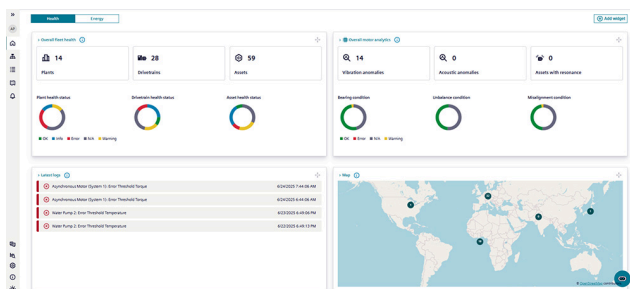 Health Energy Add widget
Overall fleet health
14
Plants
28
Drivetrains
59
Assets
Plant health status Drivetrain health status Asset health status
OK Info Error N/A Warning
Overall motor analytics
14
Vibration anomalies
0
Acoustic anomalies
0
Assets with resonance
Bearing condition Unbalance condition Misalignment condition
OK Error N/A Warning
Latest logs
Asynchronous Motor (System 1): Error Threshold Torque 6/24/2025 7:44:06 AM
Asynchronous Motor (System 1): Error Threshold Torque 6/24/2025 6:44:06 AM
Water Pump 2: Error Threshold Temperature 6/23/2025 6:49:06 PM
Water Pump 2: Error Threshold Temperature 6/22/2025 6:49:13 PM
Map